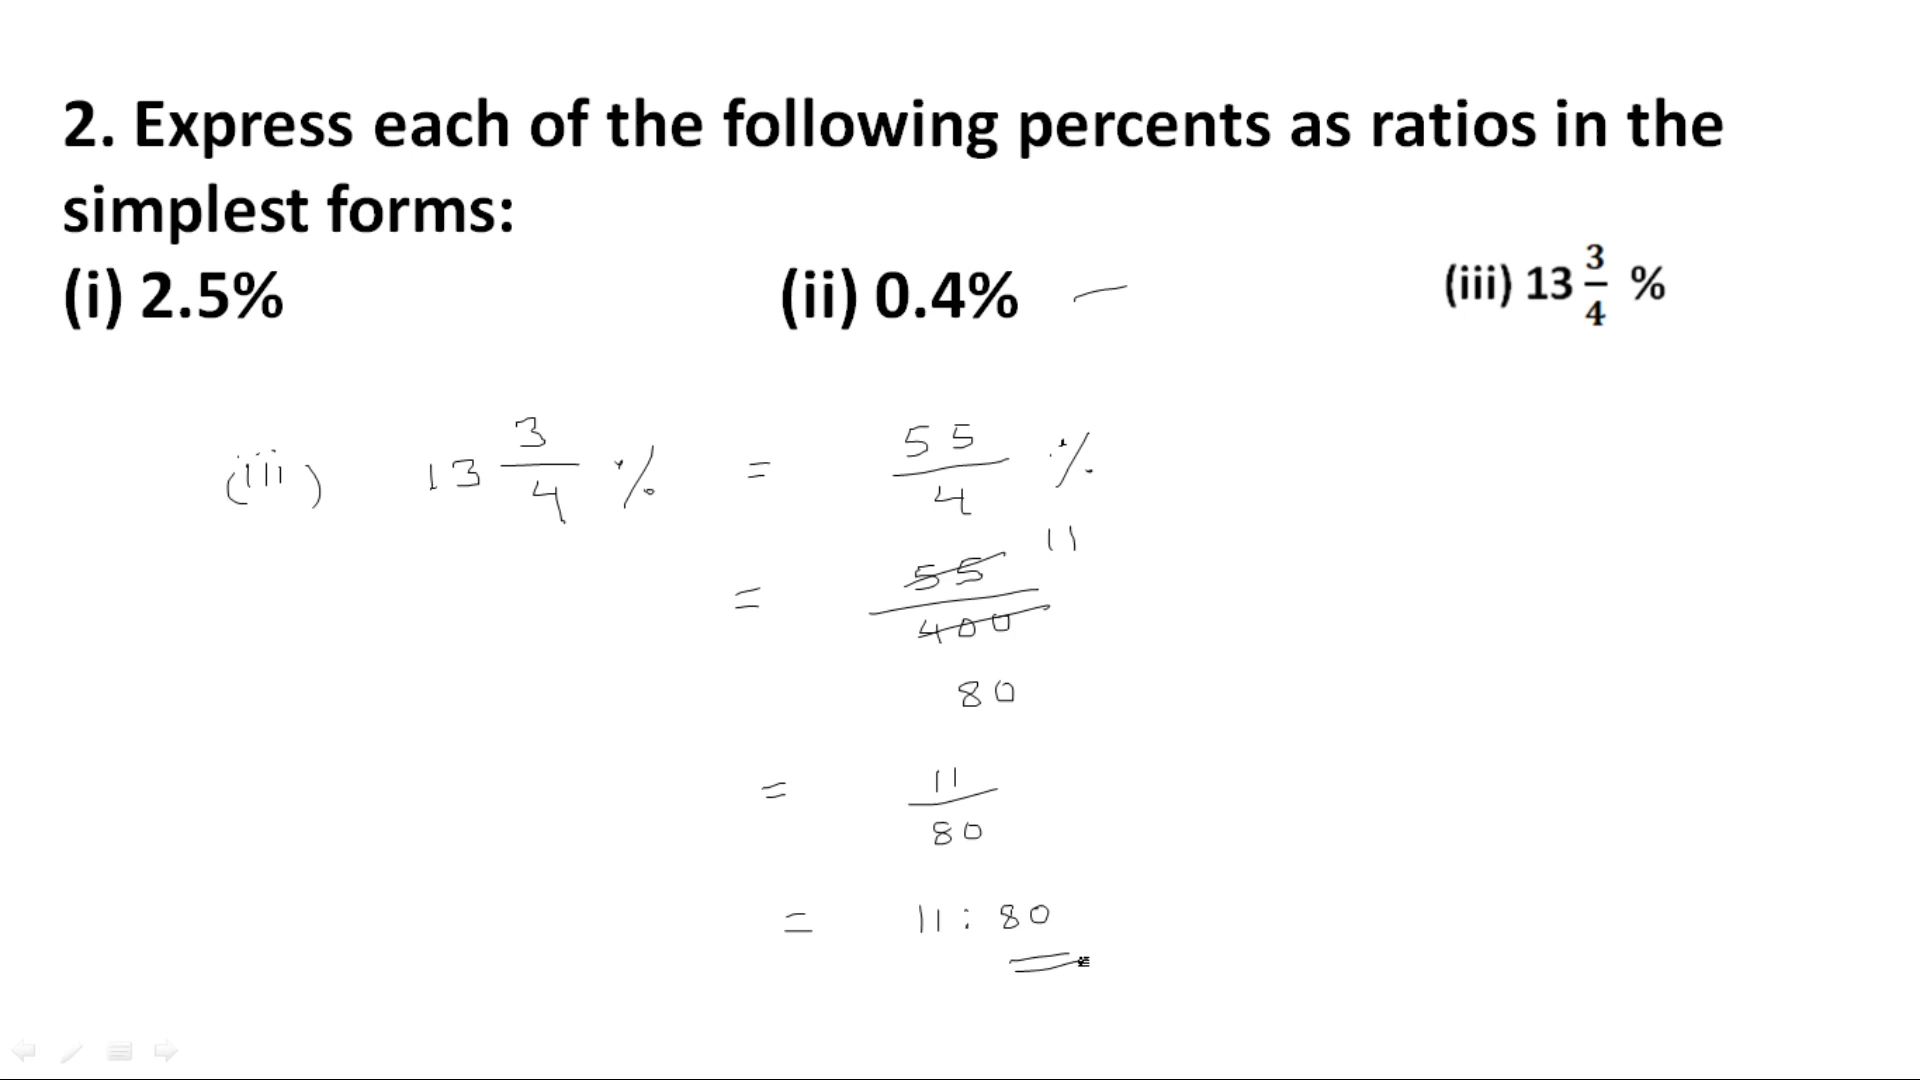 2. Express each of the following percents as ratios in the
simplest forms:
(i) 2.5% (ii) 0.4% (iii) 13 3/4 %
(iii) 13 3/4 % = 55/4 %
= 55/400 11
80
= 11/80
= 11 : 80